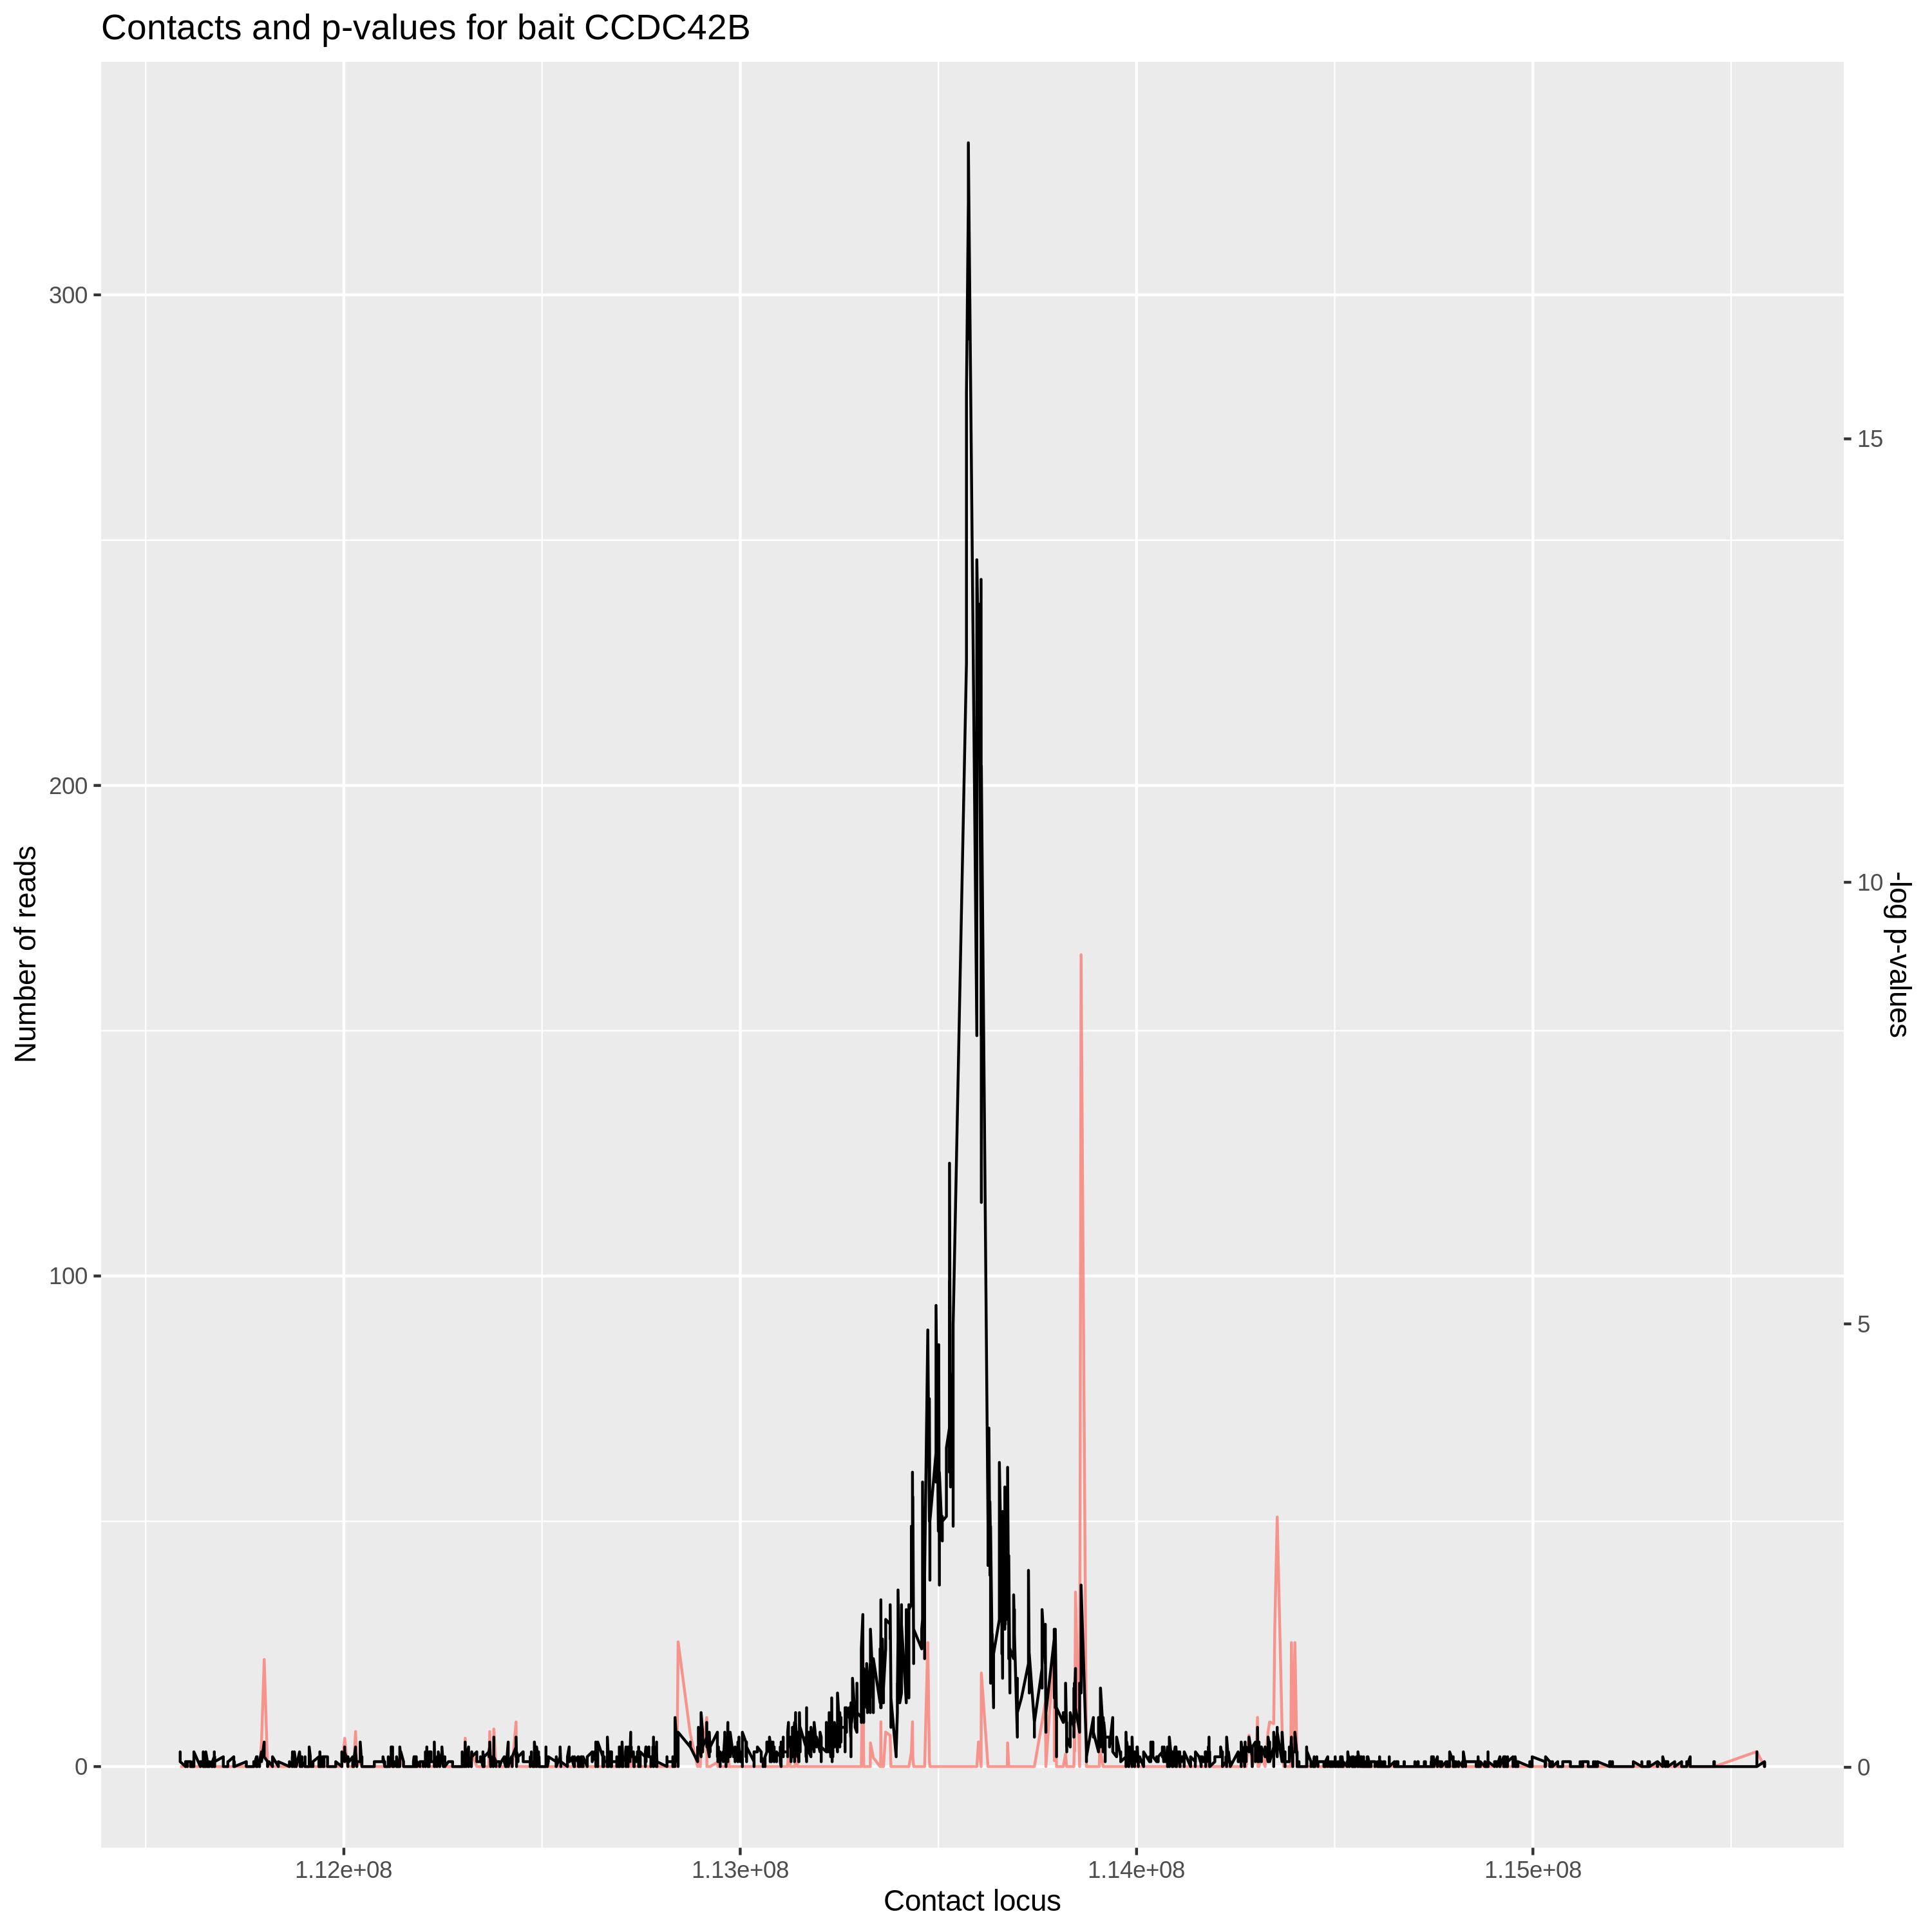 Contacts and p-values for bait CCDC42B
300
200
100
0
Number of reads
15
10
5
0
-log p-values
1.12e+08
1.13e+08
1.14e+08
1.15e+08
Contact locus